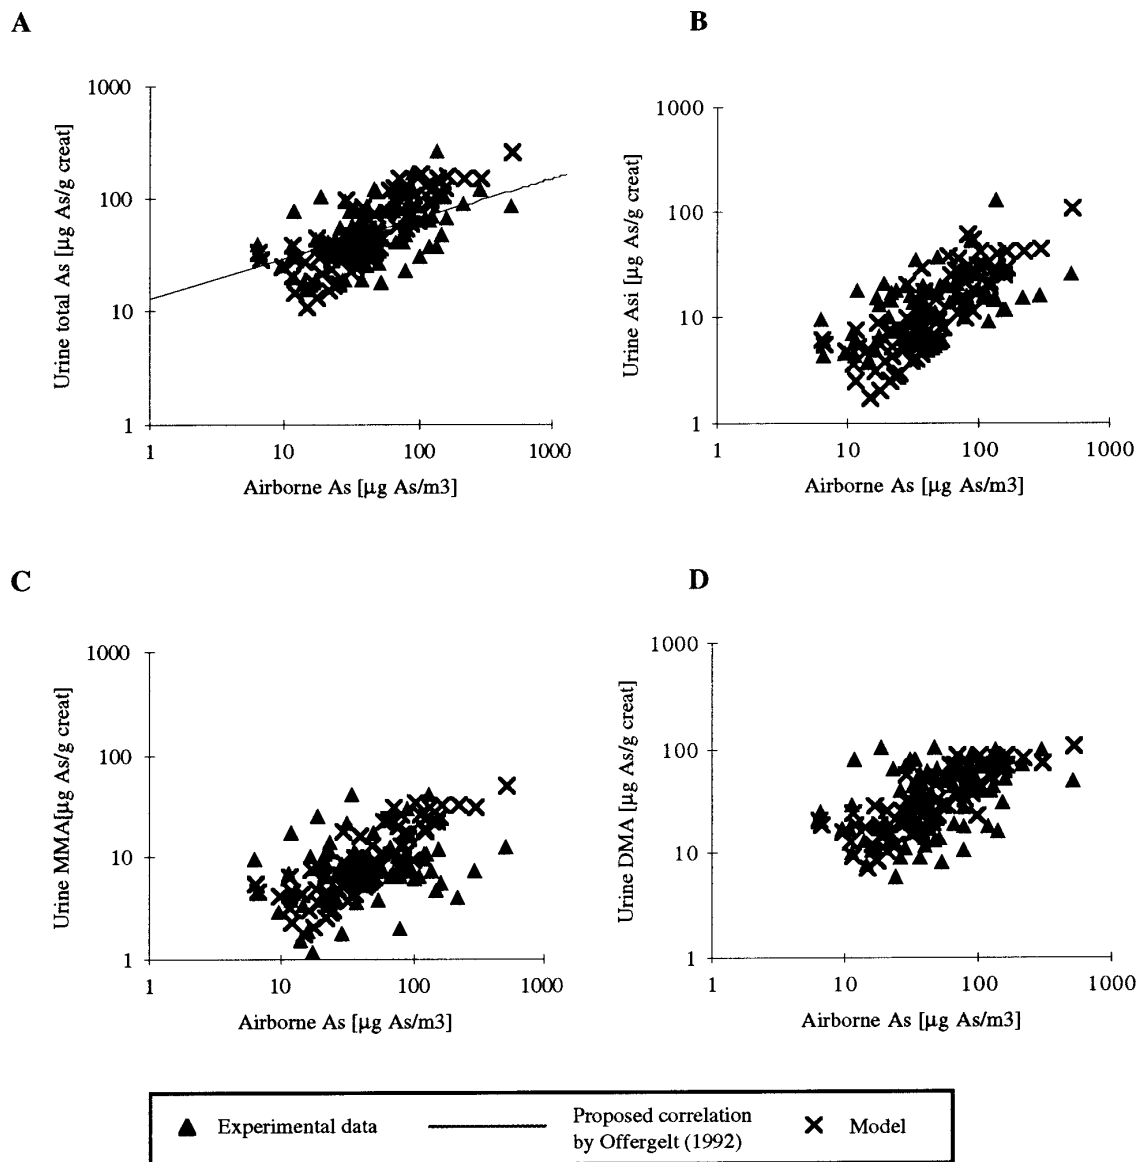 A
B
1000
100
10
1
Urine total As [µg As/g creat]
1
10
100
1000
Airborne As [µg As/m3]
1000
100
10
1
Urine Asi [µg As/g creat]
1
10
100
1000
Airborne As [µg As/m3]
C
D
1000
100
10
1
Urine MMA[µg As/g creat]
1
10
100
1000
Airborne As [µg As/m3]
1000
100
10
1
Urine DMA [µg As/g creat]
1
10
100
1000
Airborne As [µg As/m3]
Experimental data
Proposed correlation
by Offergelt (1992)
Model